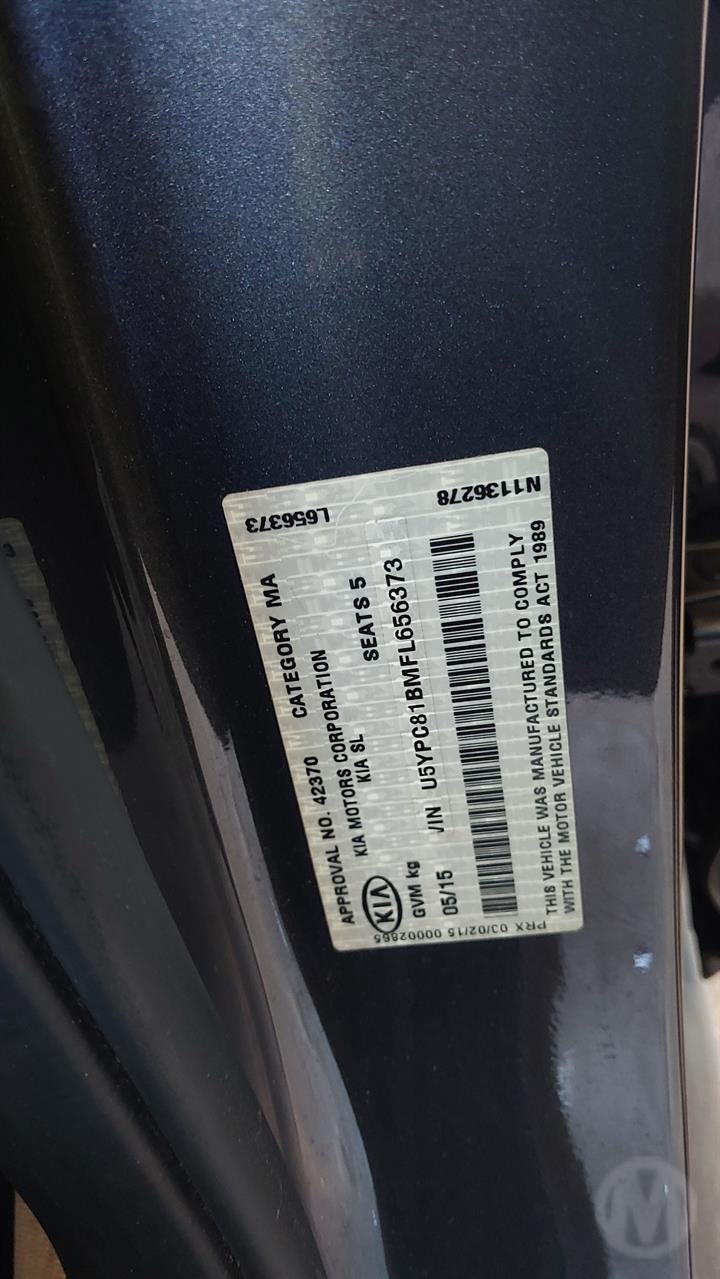 APPROVAL NO. 42370 CATEGORY MA
KIA MOTORS CORPORATION
KIA KIA SL SEATS 5
GVM kg
05/15 VIN U5YPC81BMFL656373
THIS VEHICLE WAS MANUFACTURED TO COMPLY
WITH THE MOTOR VEHICLE STANDARDS ACT 1989
L656373
N1136278
PRX 03/02/15 00002865
M